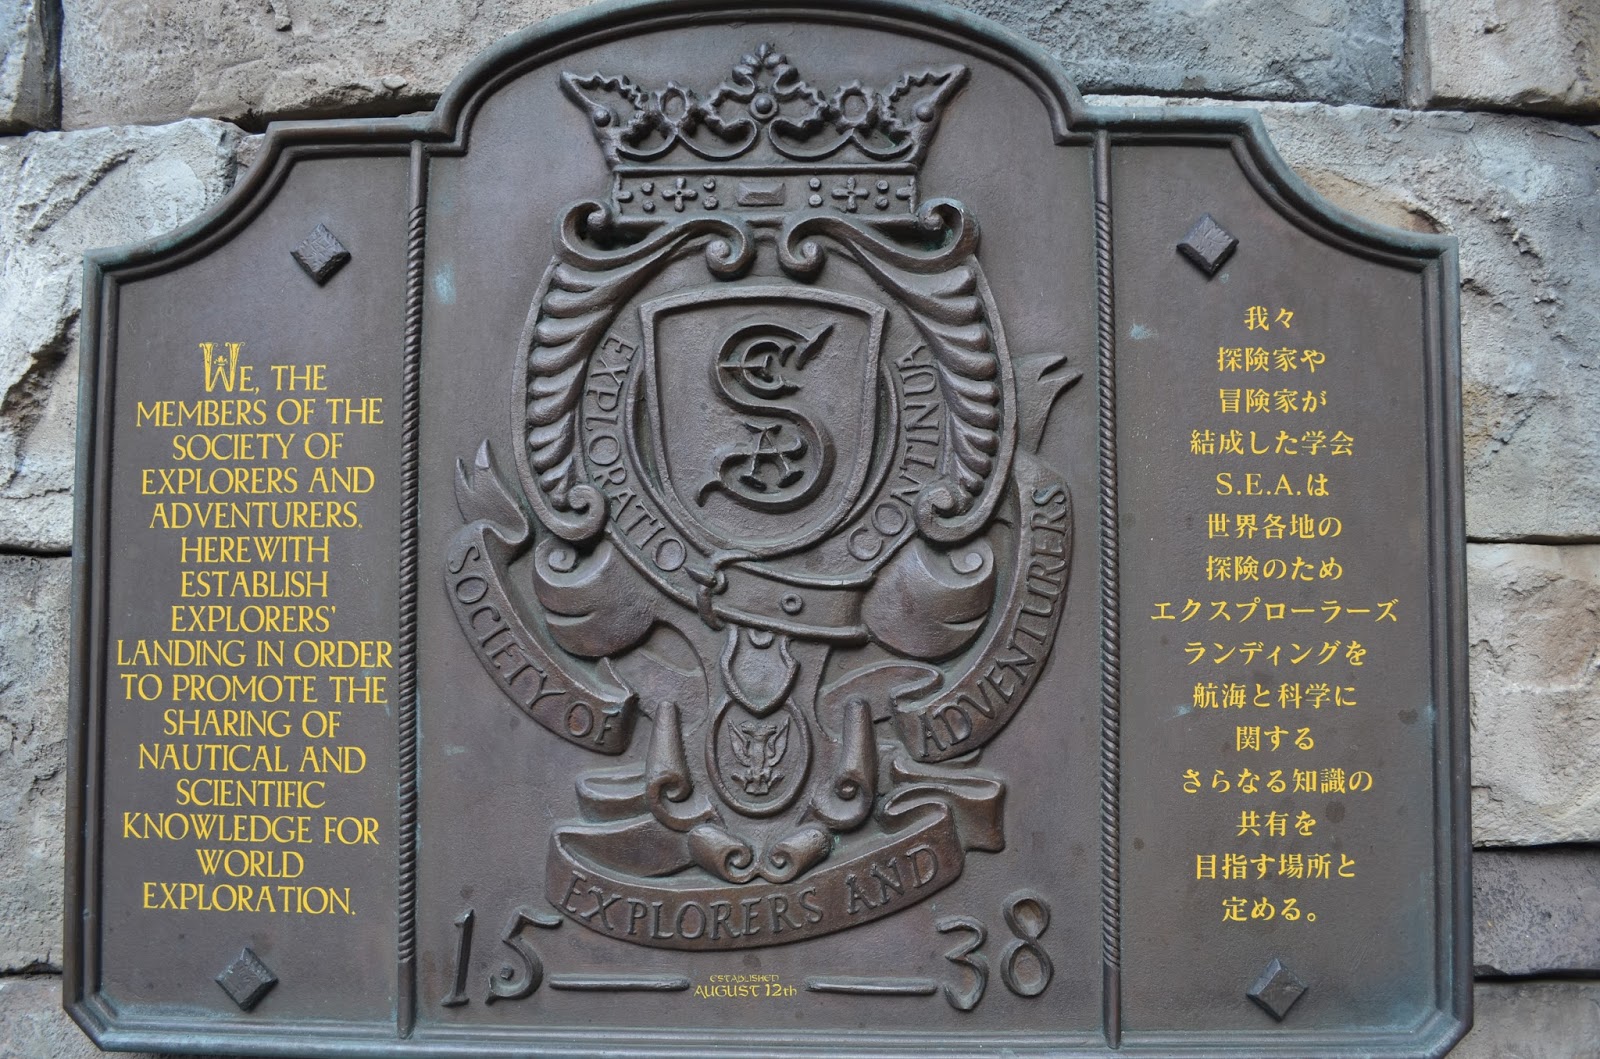 WE, THE
MEMBERS OF THE
SOCIETY OF
EXPLORERS AND
ADVENTURERS,
HEREWITH
ESTABLISH
EXPLORERS'
LANDING IN ORDER
TO PROMOTE THE
SHARING OF
NAUTICAL AND
SCIENTIFIC
KNOWLEDGE FOR
WORLD
EXPLORATION.
SEA
EXPLORATIO CONTINUA
SOCIETY OF
EXPLORERS AND
ADVENTURERS
15 38
ESTABLISHED
AUGUST 12th
我々
探険家や
冒険家が
結成した学会
S.E.A.は
世界各地の
探険のため
エクスプローラーズ
ランディングを
航海と科学に
関する
さらなる知識の
共有を
目指す場所と
定める。